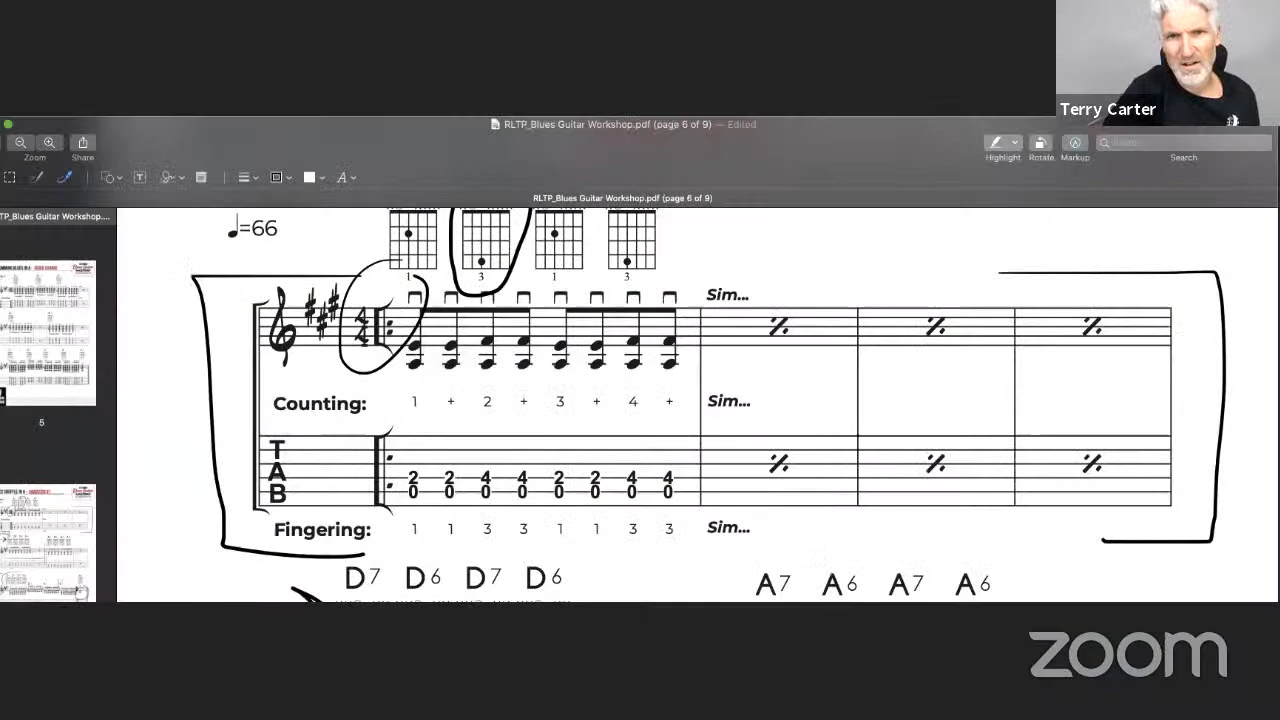 Terry Carter
RLTP_Blues Guitar Workshop.pdf (page 6 of 9) — Edited
Zoom
Share
Highlight
Rotate
Markup
Search
RLTP_Blues Guitar Workshop.pdf (page 6 of 9)
TP_Blues Guitar Workshop....
5
=66
1 3 1 3
Sim...
4
4
Counting: 1 + 2 + 3 + 4 + Sim...
T
A
B
2 2 4 4 2 2 4 4
0 0 0 0 0 0 0 0
Fingering: 1 1 3 3 1 1 3 3 Sim...
D7 D6 D7 D6 A7 A6 A7 A6
zoom